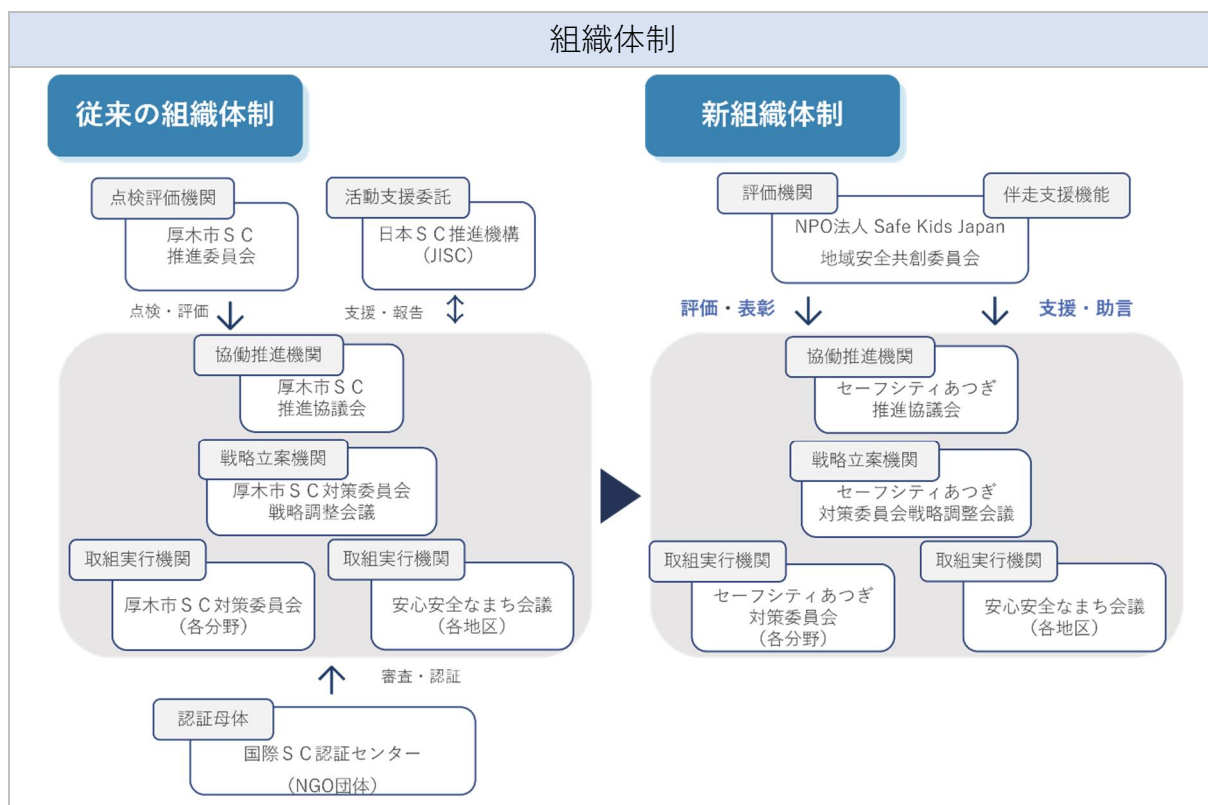 組織体制
従来の組織体制
点検評価機関
厚木市ＳＣ
推進委員会
活動支援委託
日本ＳＣ推進機構
(JISC)
点検・評価
支援・報告
協働推進機関
厚木市ＳＣ
推進協議会
戦略立案機関
厚木市ＳＣ対策委員会
戦略調整会議
取組実行機関
厚木市ＳＣ対策委員会
(各分野)
取組実行機関
安心安全なまち会議
(各地区)
審査・認証
認証母体
国際ＳＣ認証センター
(NGO団体)
新組織体制
評価機関
伴走支援機能
NPO法人 Safe Kids Japan
地域安全共創委員会
評価・表彰
支援・助言
協働推進機関
セーフシティあつぎ
推進協議会
戦略立案機関
セーフシティあつぎ
対策委員会戦略調整会議
取組実行機関
セーフシティあつぎ
対策委員会
(各分野)
取組実行機関
安心安全なまち会議
(各地区)